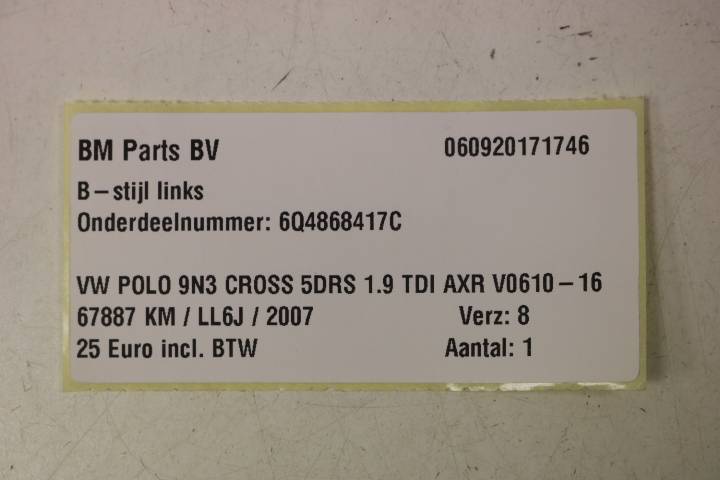 BM Parts BV 060920171746
B-stijl links
Onderdeelnummer: 6Q4868417C
VW POLO 9N3 CROSS 5DRS 1.9 TDI AXR V0610-16
67887 KM / LL6J / 2007 Verz: 8
25 Euro incl. BTW Aantal: 1